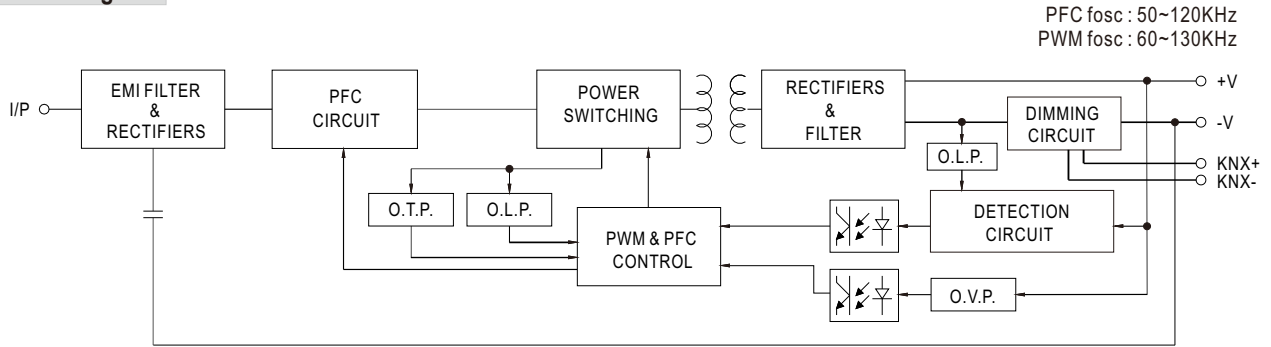 PFC fosc : 50~120KHz
PWM fosc : 60~130KHz
I/P
EMI FILTER
&
RECTIFIERS
PFC
CIRCUIT
POWER
SWITCHING
RECTIFIERS
&
FILTER
DIMMING
CIRCUIT
+V
-V
KNX+
KNX-
O.L.P.
O.T.P.
O.L.P.
PWM & PFC
CONTROL
DETECTION
CIRCUIT
O.V.P.